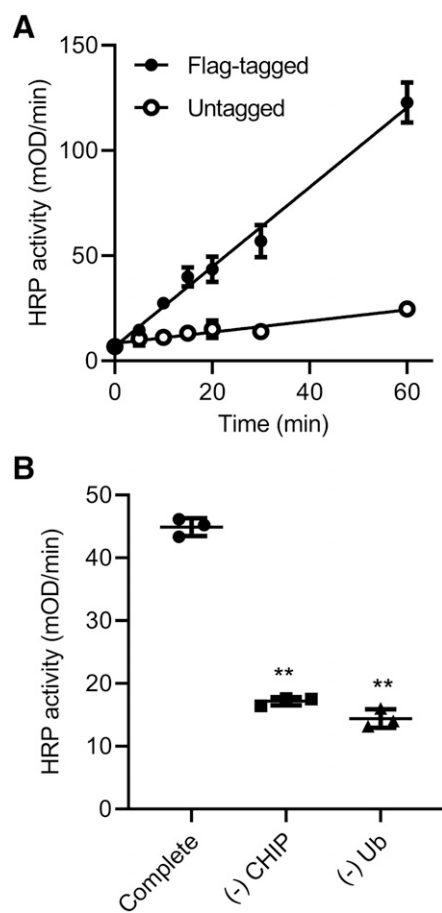 A
150
Flag-tagged
Untagged
100
50
0
HRP activity (mOD/min)
0 20 40 60
Time (min)
B
50
40
30
20
10
0
HRP activity (mOD/min)
**
**
Complete
(-) CHIP
(-) Ub